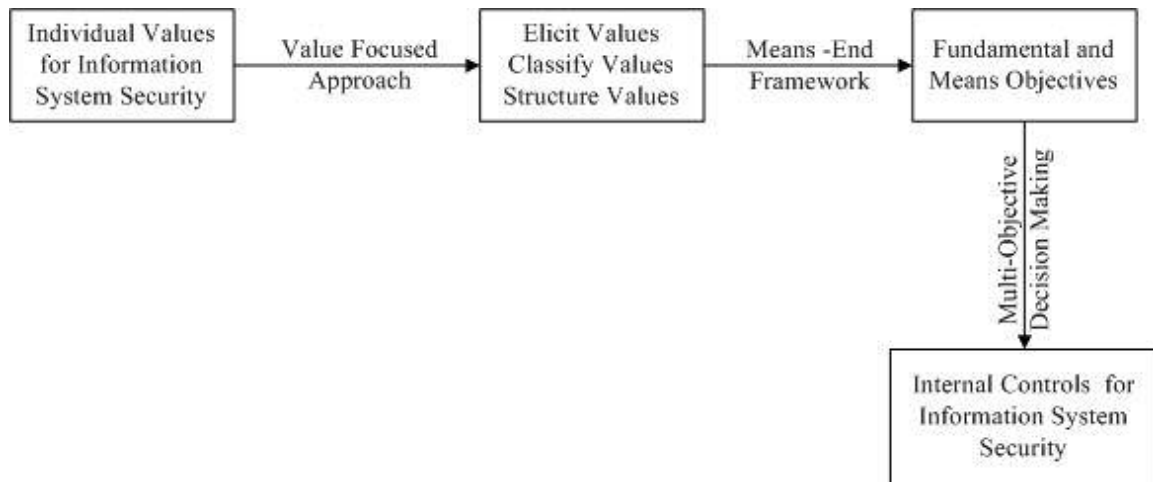 Individual Values
for Information
System Security
Value Focused
Approach
Elicit Values
Classify Values
Structure Values
Means -End
Framework
Fundamental and
Means Objectives
Multi-Objective
Decision Making
Internal Controls for
Information System
Security